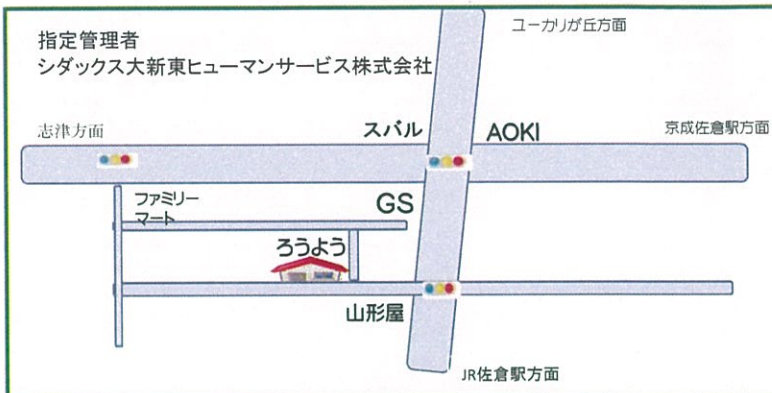 ユーカリが丘方面
指定管理者
シダックス大新東ヒューマンサービス株式会社
志津方面
スバル
AOKI
京成佐倉駅方面
ファミリー
マート
GS
ろうよう
山形屋
JR佐倉駅方面